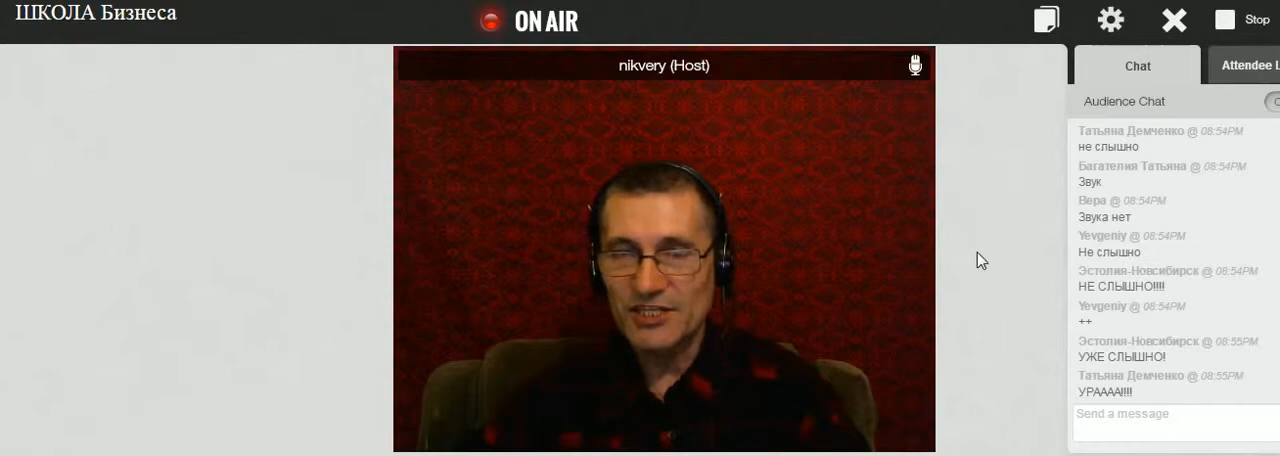 ШКОЛА Бизнеса
ON AIR
Stop
nikvery (Host)
Chat
Attendee L
Audience Chat
Татьяна Демченко @ 08:54PM
не слышно
Багателия Татьяна @ 08:54PM
Звук
Вера @ 08:54PM
Звука нет
Yevgeniy @ 08:54PM
Не слышно
Эстолия-Новсибирск @ 08:54PM
НЕ СЛЫШНО!!!!
Yevgeniy @ 08:54PM
++
Эстолия-Новсибирск @ 08:55PM
УЖЕ СЛЫШНО!
Татьяна Демченко @ 08:55PM
УРАААА!!!!
Send a message